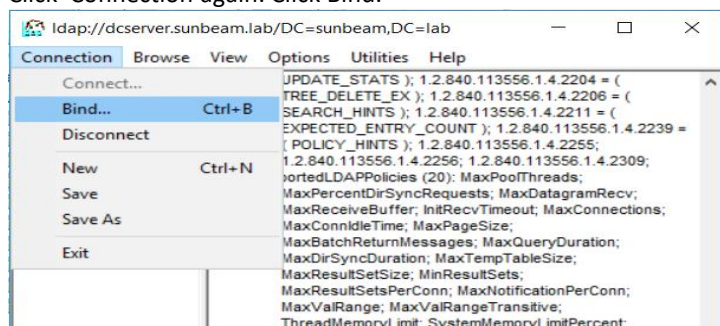 Click Connection again. Click Bind.
ldap://dcserver.sunbeam.lab/DC=sunbeam,DC=lab
Connection Browse View Options Utilities Help
Connect...
Bind... Ctrl+B
Disconnect
New Ctrl+N
Save
Save As
Exit
UPDATE_STATS ); 1.2.840.113556.1.4.2204 = (
TREE_DELETE_EX ); 1.2.840.113556.1.4.2206 = (
SEARCH_HINTS ); 1.2.840.113556.1.4.2211 = (
EXPECTED_ENTRY_COUNT ); 1.2.840.113556.1.4.2239 =
( POLICY_HINTS ); 1.2.840.113556.1.4.2255;
1.2.840.113556.1.4.2256; 1.2.840.113556.1.4.2309;
portedLDAPPolicies (20): MaxPoolThreads;
MaxPercentDirSyncRequests; MaxDatagramRecv;
MaxReceiveBuffer; InitRecvTimeout; MaxConnections;
MaxConnIdleTime; MaxPageSize;
MaxBatchReturnMessages; MaxQueryDuration;
MaxDirSyncDuration; MaxTempTableSize;
MaxResultSetSize; MinResultSets;
MaxResultSetsPerConn; MaxNotificationPerConn;
MaxValRange; MaxValRangeTransitive;
ThreadMemoryLimit; SystemMemoryLimitPercent;